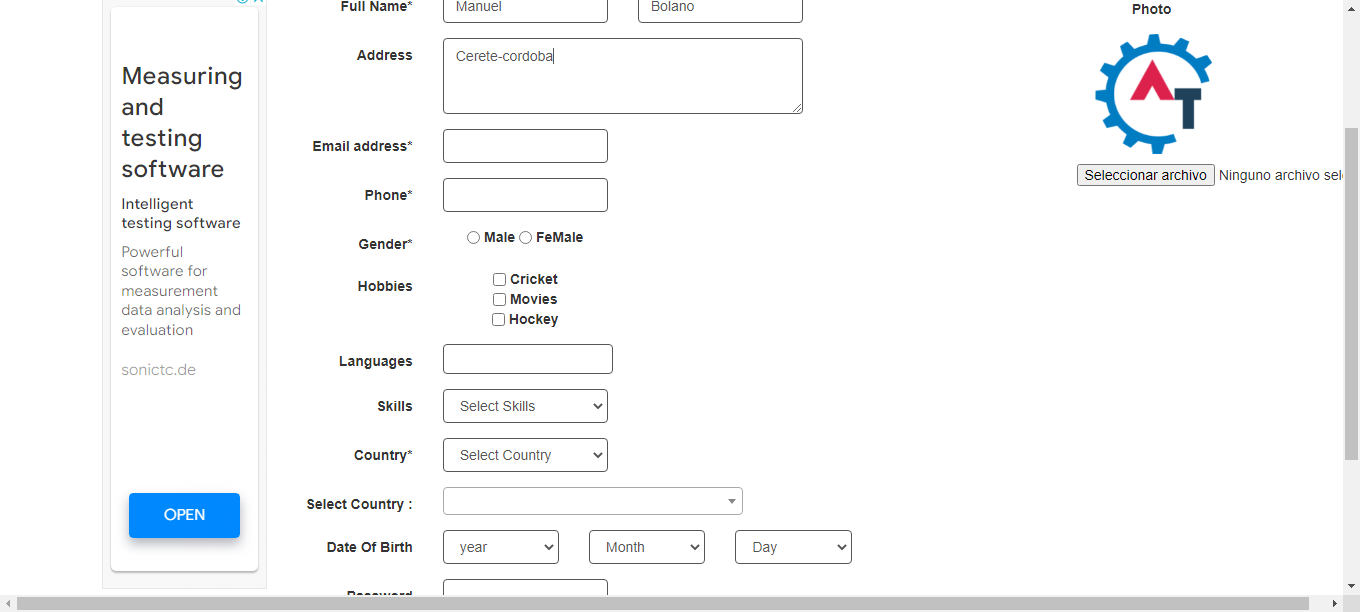 Measuring
and
testing
software
Intelligent
testing software
Powerful
software for
measurement
data analysis and
evaluation
sonictc.de
OPEN
Full Name* Manuel Bolano
Address Cerete-cordoba
Email address*
Phone*
Gender* Male FeMale
Hobbies Cricket
Movies
Hockey
Languages
Skills Select Skills
Country* Select Country
Select Country :
Date Of Birth year Month Day
Password
Photo
AT
Seleccionar archivo Ninguno archivo sel